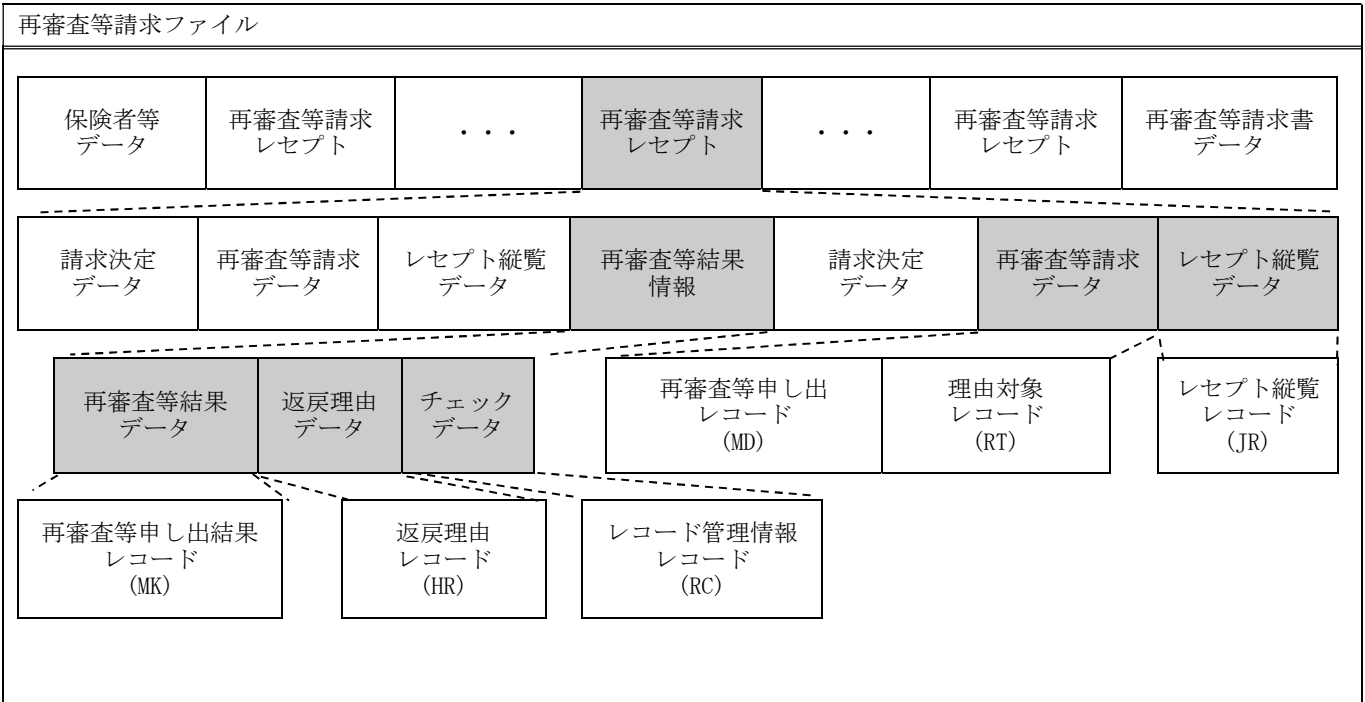 再審査等請求ファイル
保険者等
データ
再審査等請求
レセプト
・・・
再審査等請求
レセプト
・・・
再審査等請求
レセプト
再審査等請求書
データ
請求決定
データ
再審査等請求
データ
レセプト縦覧
データ
再審査等結果
情報
請求決定
データ
再審査等請求
データ
レセプト縦覧
データ
再審査等結果
データ
返戻理由
データ
チェック
データ
再審査等申し出
レコード
(MD)
理由対象
レコード
(RT)
レセプト縦覧
レコード
(JR)
再審査等申し出結果
レコード
(MK)
返戻理由
レコード
(HR)
レコード管理情報
レコード
(RC)